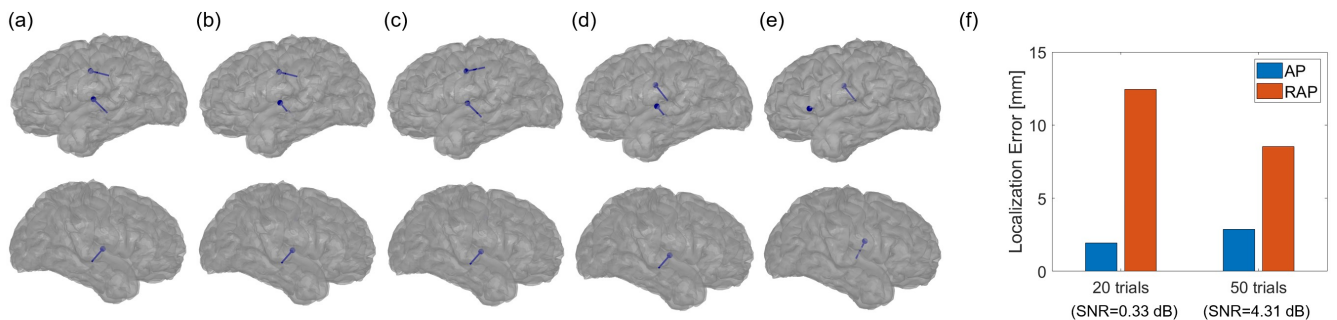 (a)
(b)
(c)
(d)
(e)
(f)
15
10
5
0
Localization Error [mm]
AP
RAP
20 trials
50 trials
(SNR=0.33 dB)
(SNR=4.31 dB)